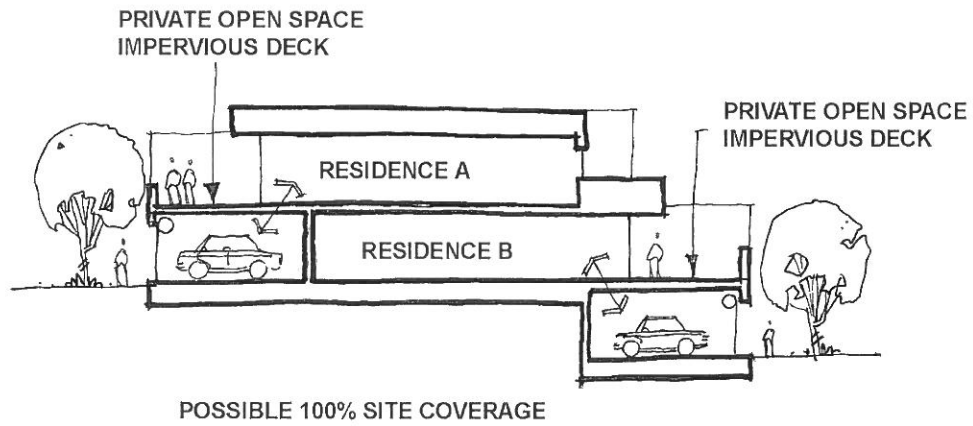 PRIVATE OPEN SPACE
IMPERVIOUS DECK
PRIVATE OPEN SPACE
IMPERVIOUS DECK
RESIDENCE A
RESIDENCE B
POSSIBLE 100% SITE COVERAGE